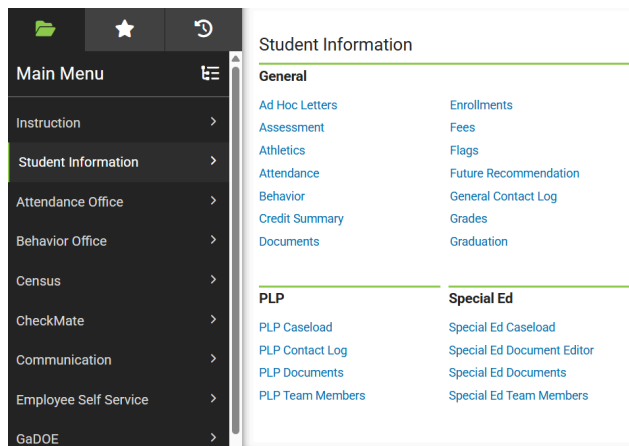 Main Menu
Instruction
Student Information
Attendance Office
Behavior Office
Census
CheckMate
Communication
Employee Self Service
GaDOE
Student Information
General
Ad Hoc Letters
Assessment
Athletics
Attendance
Behavior
Credit Summary
Documents
Enrollments
Fees
Flags
Future Recommendation
General Contact Log
Grades
Graduation
PLP
PLP Caseload
PLP Contact Log
PLP Documents
PLP Team Members
Special Ed
Special Ed Caseload
Special Ed Document Editor
Special Ed Documents
Special Ed Team Members